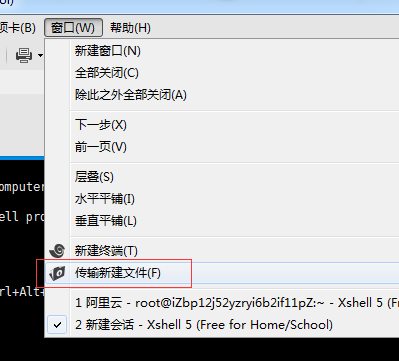 ol)
项卡(B) 窗口(W) 帮助(H)
新建窗口(N)
全部关闭(C)
除此之外全部关闭(A)
下一步(X)
前一页(V)
层叠(S)
水平平铺(I)
垂直平铺(L)
omputer
ell pro
新建终端(T)
传输新建文件(F)
rl+Alt+
1 阿里云 - root@iZbp12j52yzryi6b2if11pZ:~ - Xshell 5 (F
2 新建会话 - Xshell 5 (Free for Home/School)